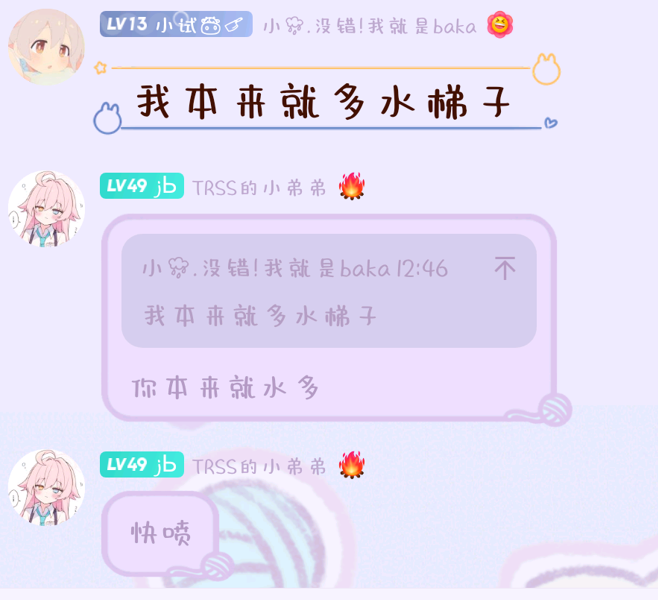 LV13 小试 小.没错!我就是baka
我本来就多水梯子
LV49 jb TRSS的小弟弟
小.没错!我就是baka 12:46
我本来就多水梯子
你本来就水多
LV49 jb TRSS的小弟弟
快喷